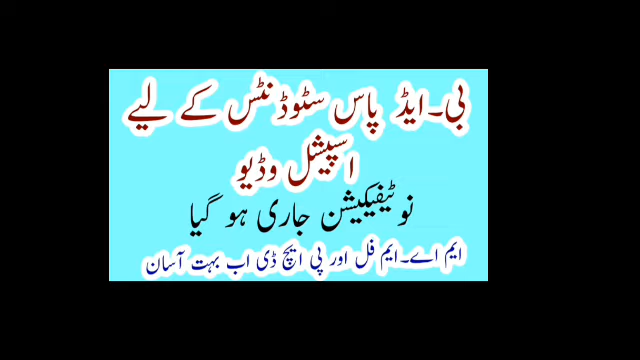 بی۔ایڈ پاس سٹوڈنٹس کے لیے
اسپیشل وڈیو
نوٹیفیکیشن جاری ہو گیا
ایم اے۔ایم فل اور پی ایچ ڈی اب بہت آسان